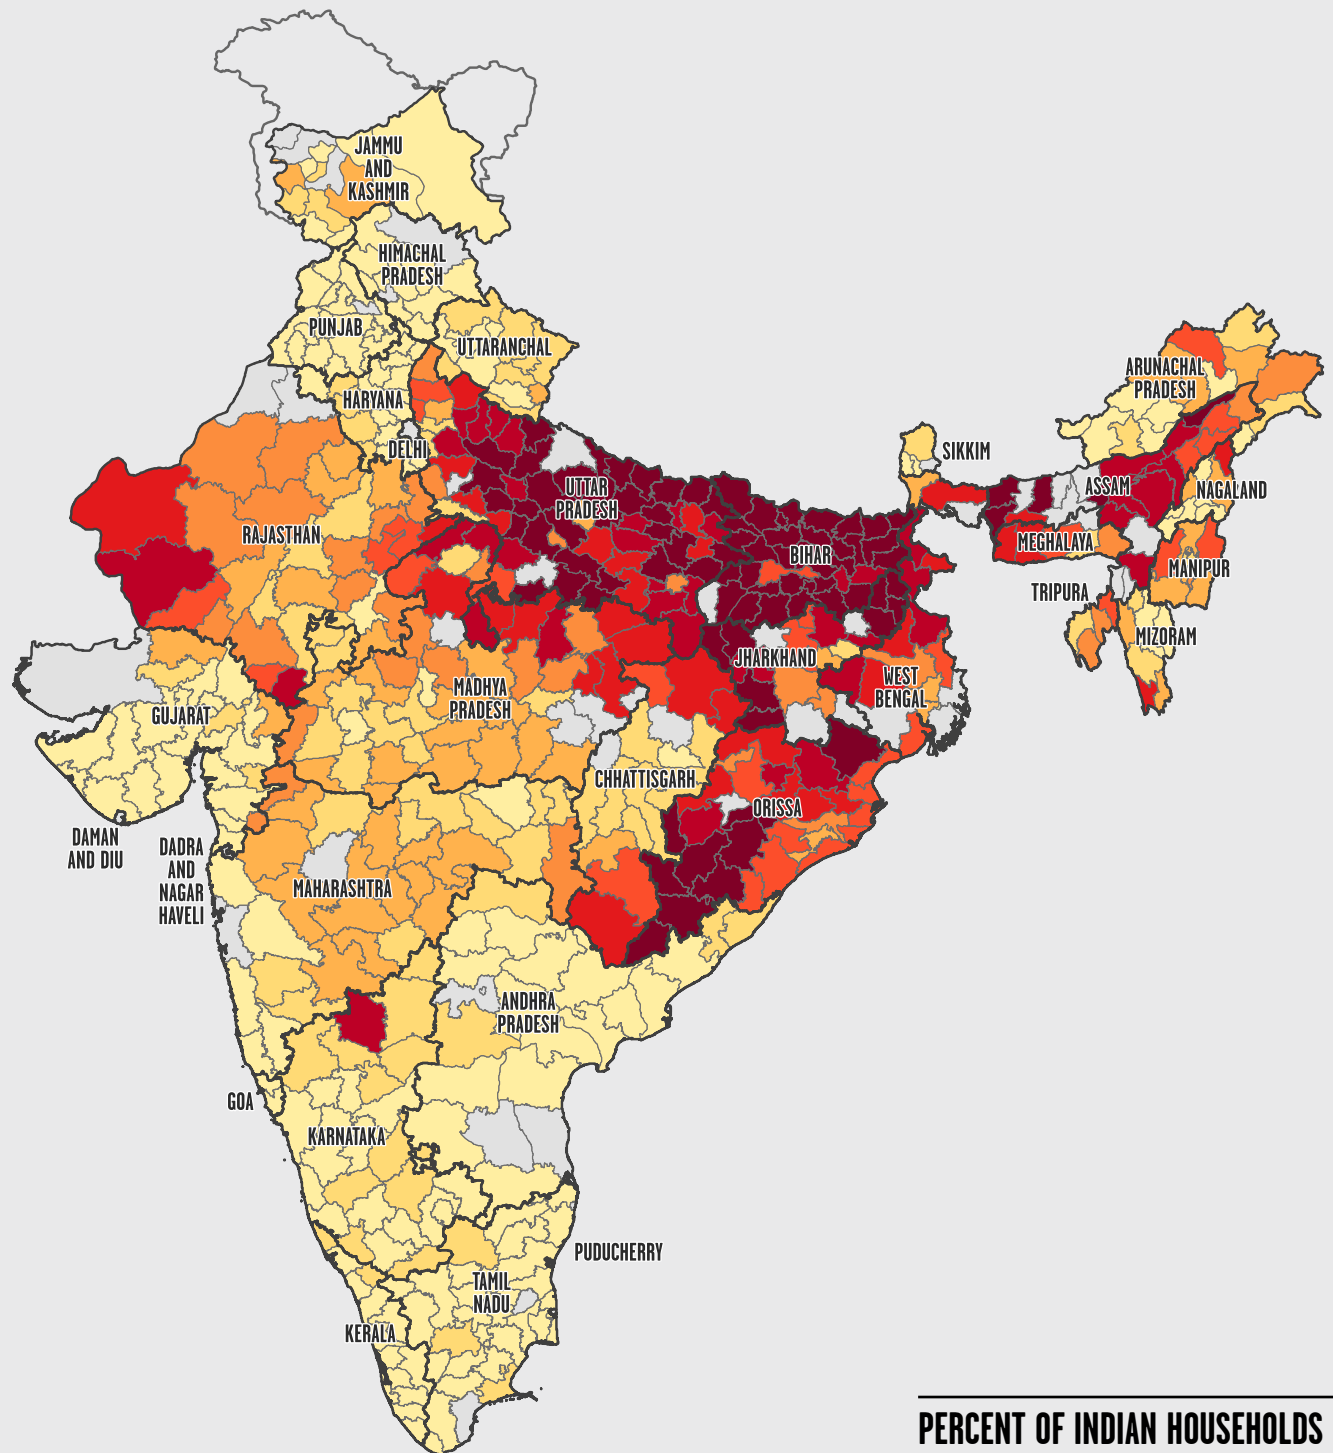 JAMMU
AND
KASHMIR
HIMACHAL
PRADESH
PUNJAB
UTTARANCHAL
HARYANA
DELHI
ARUNACHAL
PRADESH
SIKKIM
UTTAR
PRADESH
ASSAM
NAGALAND
RAJASTHAN
BIHAR
MEGHALAYA
MANIPUR
TRIPURA
MIZORAM
JHARKHAND
WEST
BENGAL
MADHYA
PRADESH
GUJARAT
CHHATTISGARH
ORISSA
DAMAN
AND DIU
DADRA
AND
NAGAR
HAVELI
MAHARASHTRA
ANDHRA
PRADESH
GOA
KARNATAKA
PUDUCHERRY
TAMIL
NADU
KERALA
PERCENT OF INDIAN HOUSEHOLDS